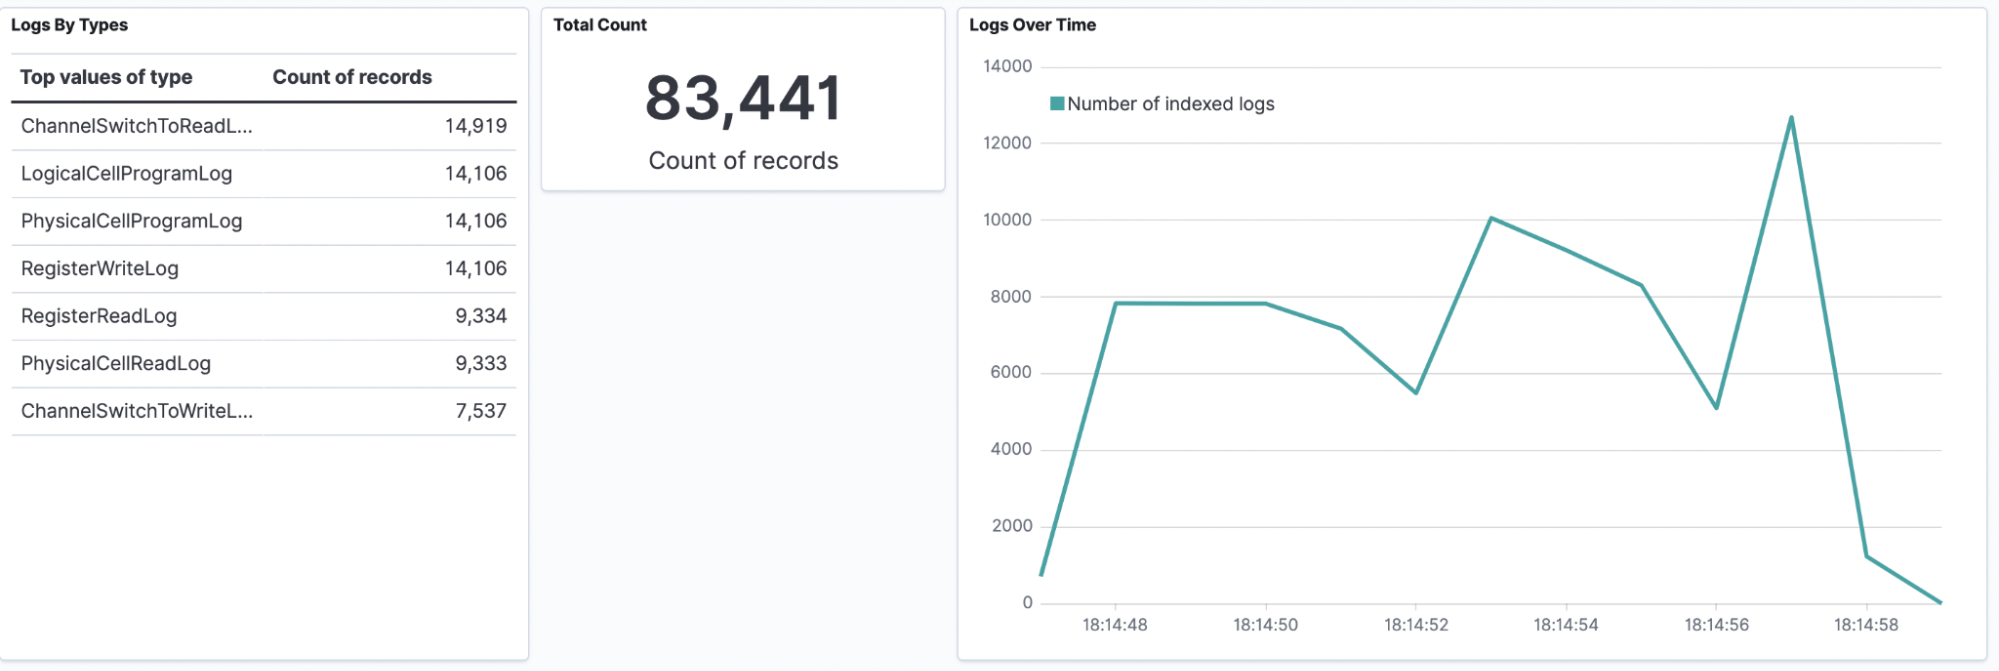 Logs By Types
Top values of type Count of records
ChannelSwitchToReadL... 14,919
LogicalCellProgramLog 14,106
PhysicalCellProgramLog 14,106
RegisterWriteLog 14,106
RegisterReadLog 9,334
PhysicalCellReadLog 9,333
ChannelSwitchToWriteL... 7,537
Total Count
83,441
Count of records
Logs Over Time
Number of indexed logs
14000
12000
10000
8000
6000
4000
2000
0
18:14:48 18:14:50 18:14:52 18:14:54 18:14:56 18:14:58